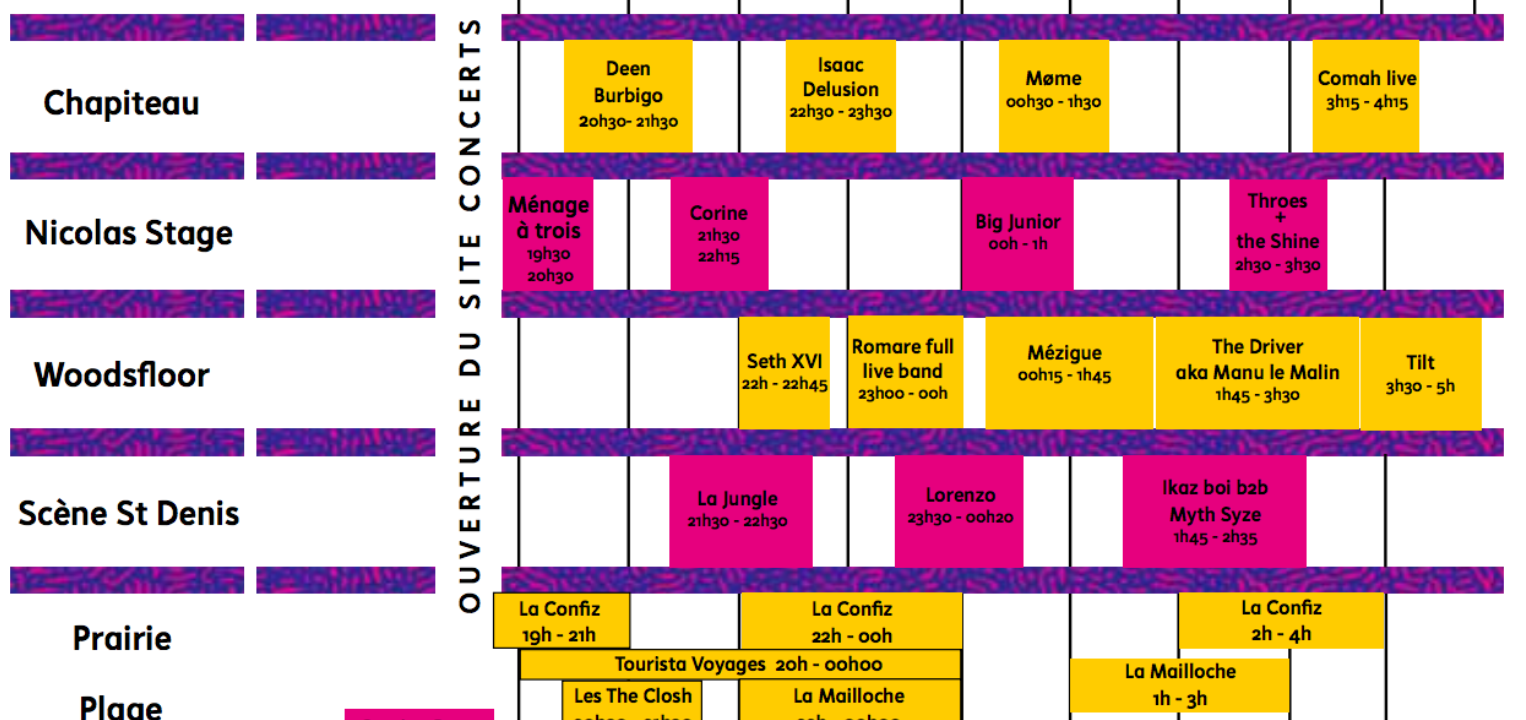 OUVERTURE DU SITE CONCERTS
Chapiteau
Deen
Burbigo
20h30- 21h30
Isaac
Delusion
22h30 - 23h30
Møme
00h30 - 1h30
Comah live
3h15 - 4h15
Nicolas Stage
Ménage
à trois
19h30
20h30
Corine
21h30
22h15
Big Junior
00h - 1h
Throes
+
the Shine
2h30 - 3h30
Woodsfloor
Seth XVI
22h - 22h45
Romare full
live band
23h00 - 00h
Mézigue
00h15 - 1h45
The Driver
aka Manu le Malin
1h45 - 3h30
Tilt
3h30 - 5h
Scène St Denis
La Jungle
21h30 - 22h30
Lorenzo
23h30 - 00h20
Ikaz boi b2b
Myth Syze
1h45 - 2h35
Prairie
La Confiz
19h - 21h
La Confiz
22h - 00h
La Confiz
2h - 4h
Tourista Voyages 20h - 00h00
La Mailloche
1h - 3h
Plage
Les The Closh
La Mailloche